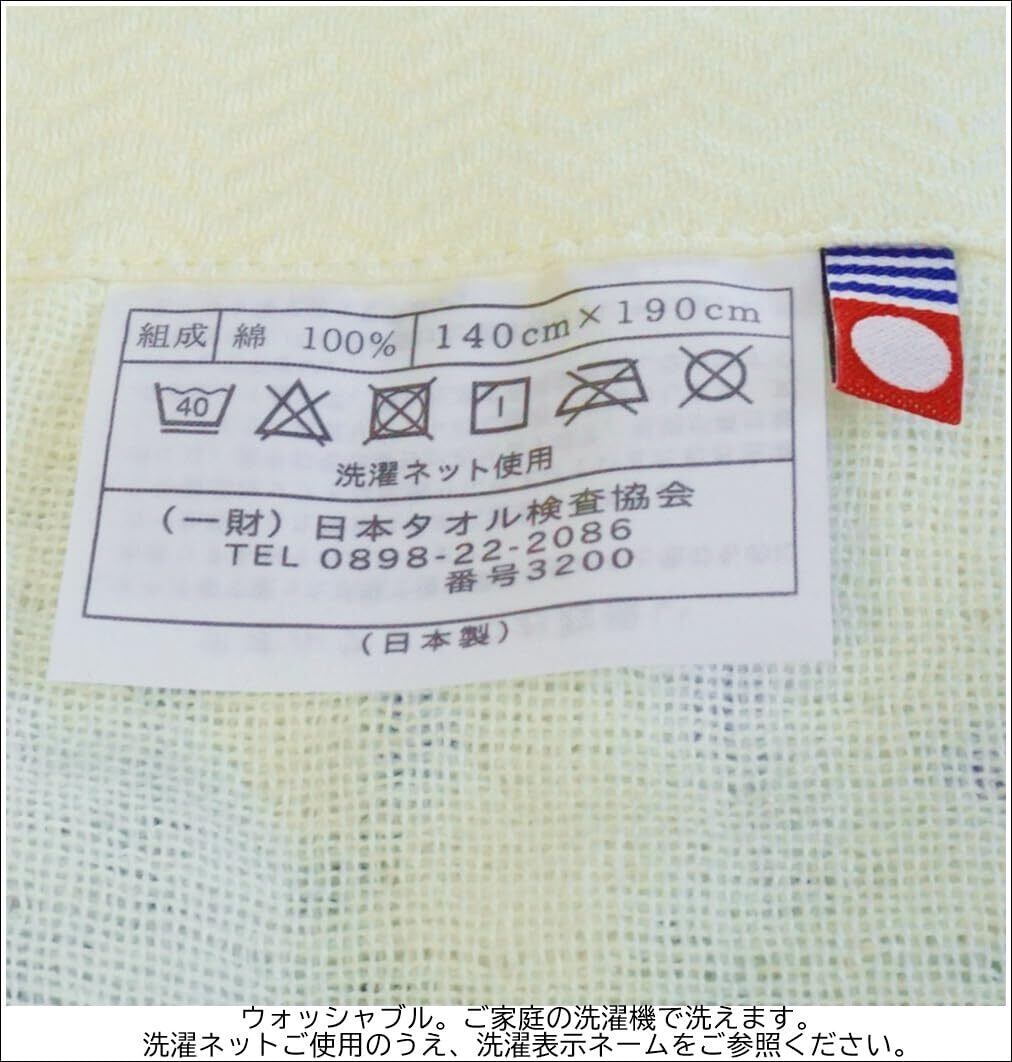 組成 綿 100% 140cm×190cm
40
洗濯ネット使用
(一財)日本タオル検査協会
TEL 0898-22-2086
番号3200
(日本製)
ウォッシャブル。ご家庭の洗濯機で洗えます。
洗濯ネットご使用のうえ、洗濯表示ネームをご参照ください。